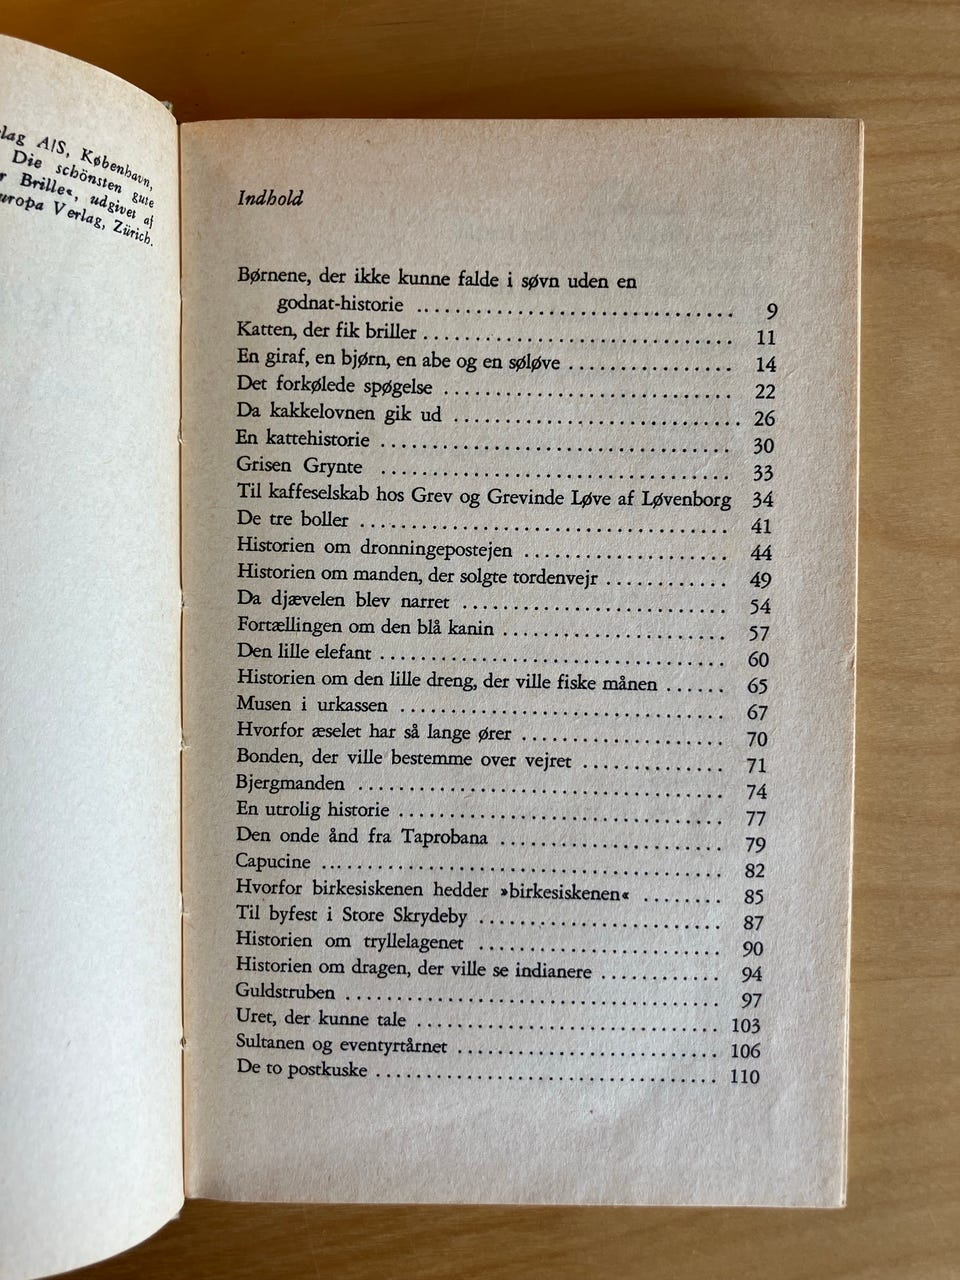 lag A/S, København,
Die schönsten gute
r Brille«, udgivet af
uropa Verlag, Zürich.
Indhold
Børnene, der ikke kunne falde i søvn uden en
godnat-historie .............................. 9
Katten, der fik briller .............................. 11
En giraf, en bjørn, en abe og en søløve ................ 14
Det forkølede spøgelse ............................ 22
Da kakkelovnen gik ud ............................ 26
En kattehistorie .................................. 30
Grisen Grynte .................................. 33
Til kaffeselskab hos Grev og Grevinde Løve af Løvenborg 34
De tre boller .................................... 41
Historien om dronningepostejen .................... 44
Historien om manden, der solgte tordenvejr ............ 49
Da djævelen blev narret .......................... 54
Fortællingen om den blå kanin ...................... 57
Den lille elefant .................................. 60
Historien om den lille dreng, der ville fiske månen ...... 65
Musen i urkassen ................................ 67
Hvorfor æselet har så lange ører .................... 70
Bonden, der ville bestemme over vejret .............. 71
Bjergmanden .................................... 74
En utrolig historie ................................ 77
Den onde ånd fra Taprobana ...................... 79
Capucine ...................................... 82
Hvorfor birkesiskenen hedder »birkesiskenen« ........ 85
Til byfest i Store Skrydeby ........................ 87
Historien om tryllelagenet ........................ 90
Historien om dragen, der ville se indianere ............ 94
Guldstruben .................................... 97
Uret, der kunne tale .............................. 103
Sultanen og eventyrtårnet .......................... 106
De to postkuske .................................. 110